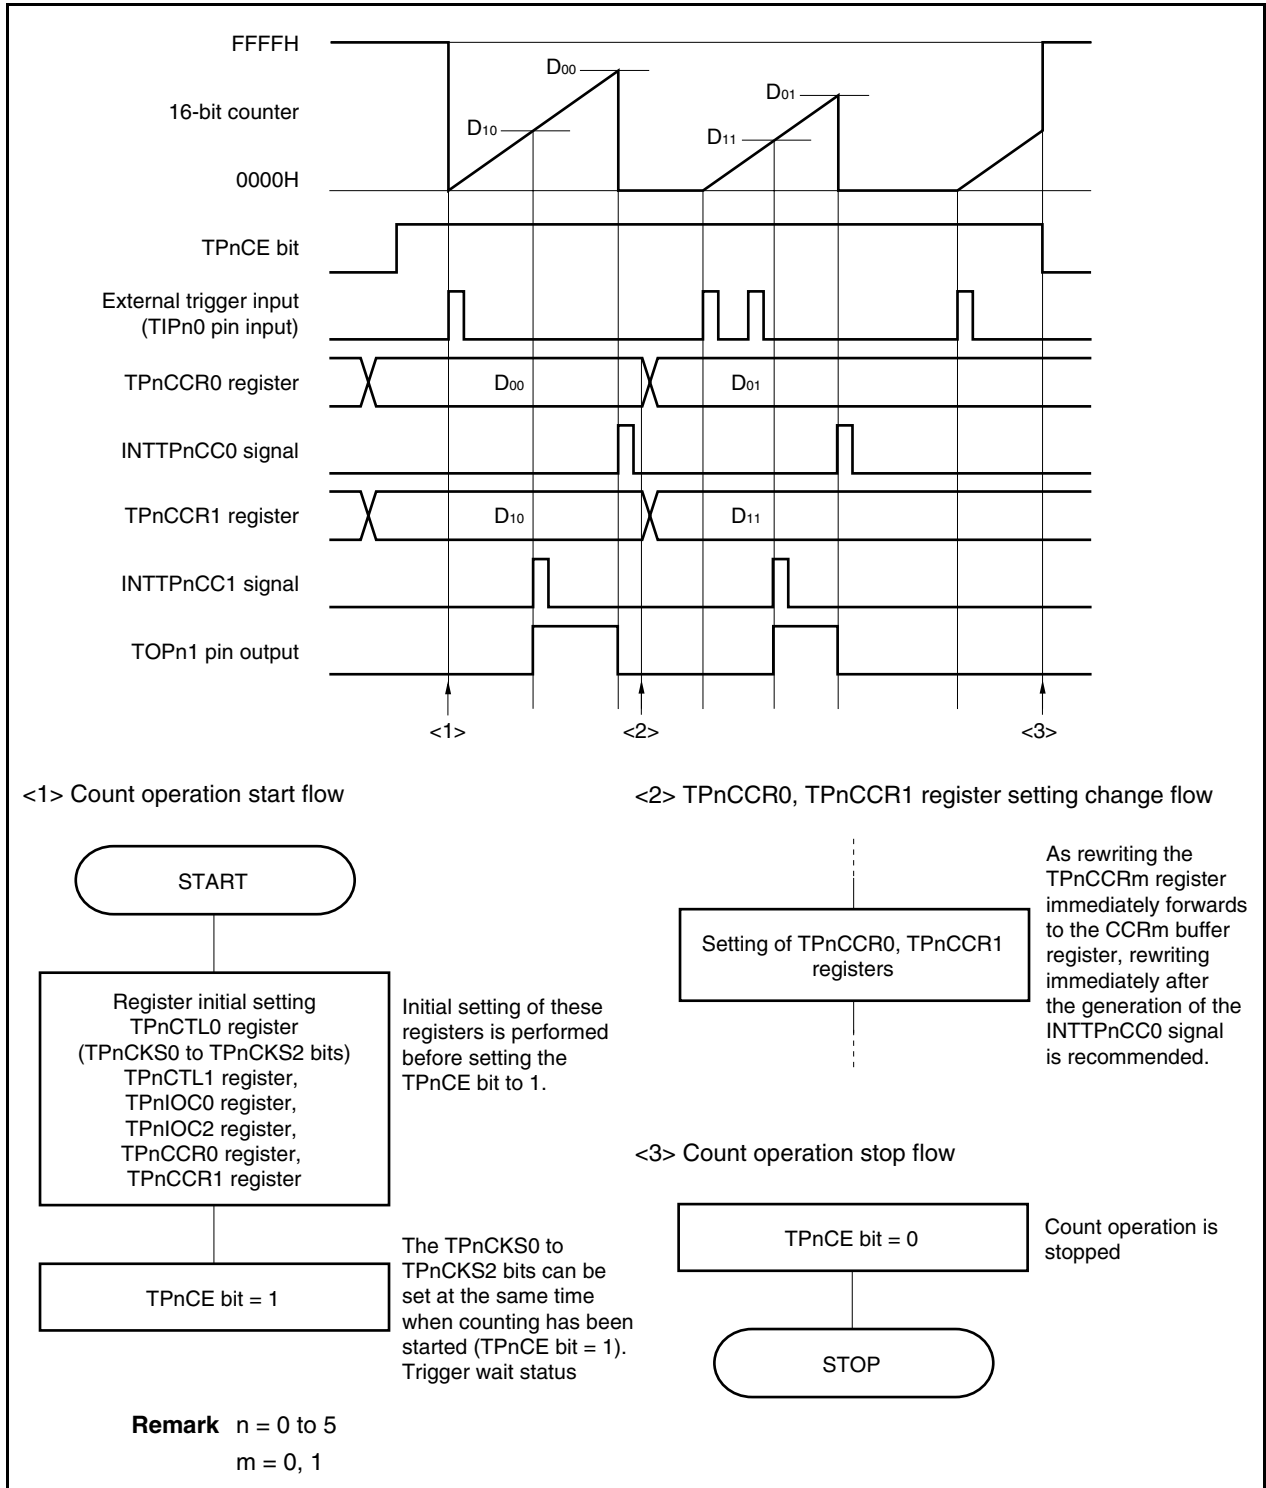 FFFFH
D00
D01
16-bit counter
D10
D11
0000H
TPnCE bit
External trigger input
(TIPn0 pin input)
TPnCCR0 register
D00
D01
INTTPnCC0 signal
TPnCCR1 register
D10
D11
INTTPnCC1 signal
TOPn1 pin output
<1>
<2>
<3>
<1> Count operation start flow
START
Register initial setting
TPnCTL0 register
(TPnCKS0 to TPnCKS2 bits)
TPnCTL1 register,
TPnIOC0 register,
TPnIOC2 register,
TPnCCR0 register,
TPnCCR1 register
Initial setting of these
registers is performed
before setting the
TPnCE bit to 1.
TPnCE bit = 1
The TPnCKS0 to
TPnCKS2 bits can be
set at the same time
when counting has been
started (TPnCE bit = 1).
Trigger wait status
<2> TPnCCR0, TPnCCR1 register setting change flow
Setting of TPnCCR0, TPnCCR1
registers
As rewriting the
TPnCCRm register
immediately forwards
to the CCRm buffer
register, rewriting
immediately after
the generation of the
INTTPnCC0 signal
is recommended.
<3> Count operation stop flow
TPnCE bit = 0
Count operation is
stopped
STOP
Remark n = 0 to 5
m = 0, 1